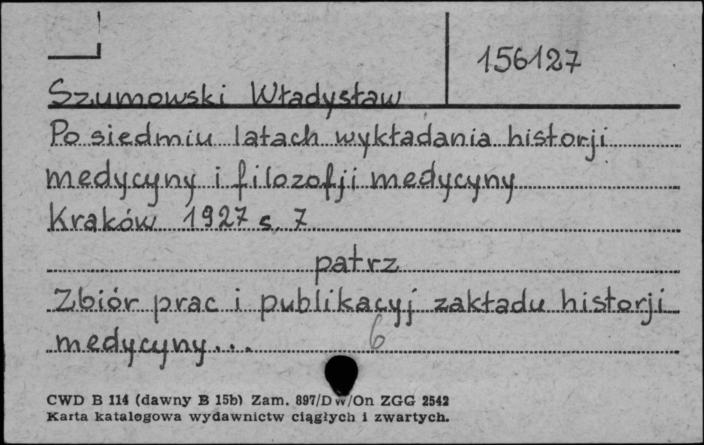 156127
Szumowski Władysław
Po siedmiu latach wykładania historji
medycyny i filozofji medycyny
Kraków 1927 s. 7
patrz
Zbiór prac i publikacyj zakładu historji
medycyny...
6
CWD B 114 (dawny B 15b) Zam. 897/DW/On ZGG 2542
Karta katalogowa wydawnictw ciągłych i zwartych.